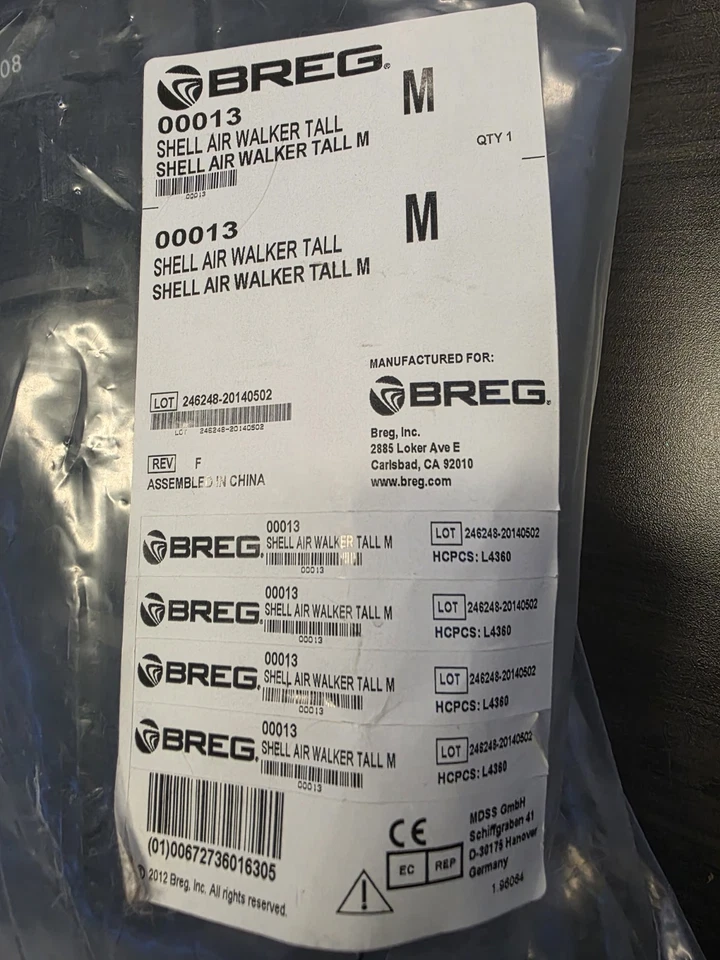 08
BREG®
M
00013
SHELL AIR WALKER TALL
SHELL AIR WALKER TALL M
QTY 1
00013
M
00013
SHELL AIR WALKER TALL
SHELL AIR WALKER TALL M
MANUFACTURED FOR:
BREG®
LOT 246248-20140502
LOT 246248-20140502
Breg, Inc.
2885 Loker Ave E
Carlsbad, CA 92010
www.breg.com
REV F
ASSEMBLED IN CHINA
BREG®
00013
SHELL AIR WALKER TALL M
00013
LOT 246248-20140502
HCPCS: L4360
BREG®
00013
SHELL AIR WALKER TALL M
00013
LOT 246248-20140502
HCPCS: L4360
BREG®
00013
SHELL AIR WALKER TALL M
00013
LOT 246248-20140502
HCPCS: L4360
BREG®
00013
SHELL AIR WALKER TALL M
00013
LOT 246248-20140502
HCPCS: L4360
(01)00672736016305
© 2012 Breg, Inc. All rights reserved.
CE
EC REP
MDSS GmbH
Schiffgraben 41
D-30175 Hanover
Germany
1.96064